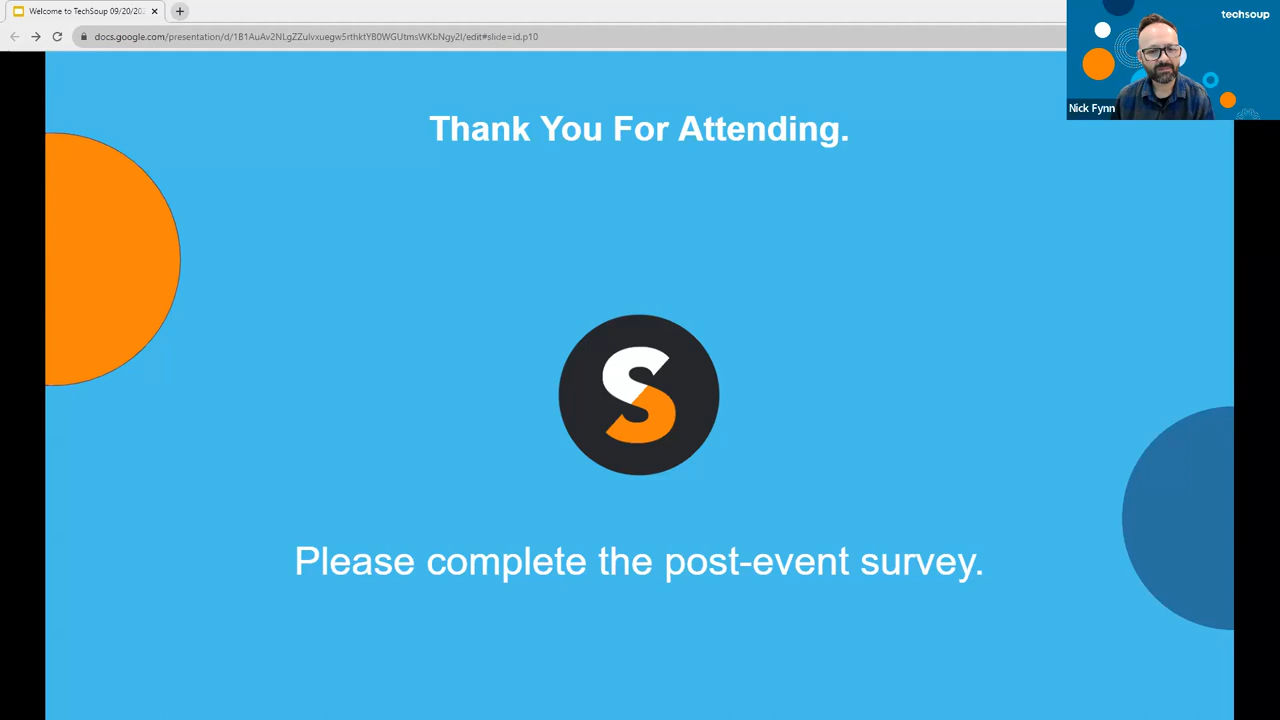 Welcome to TechSoup 09/20/202
docs.google.com/presentation/d/1B1AuAv2NLgZZulvxuegw5rthktYB0WGUtmsWKbNgy2I/edit#slide=id.p10
techsoup
Nick Fynn
Thank You For Attending.
S
Please complete the post-event survey.